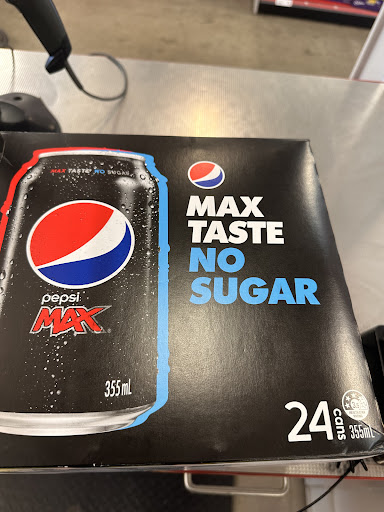 MAX TASTE NO SUGAR
pepsi
MAX
355mL
MAX
TASTE
NO
SUGAR
24
cans
355mL